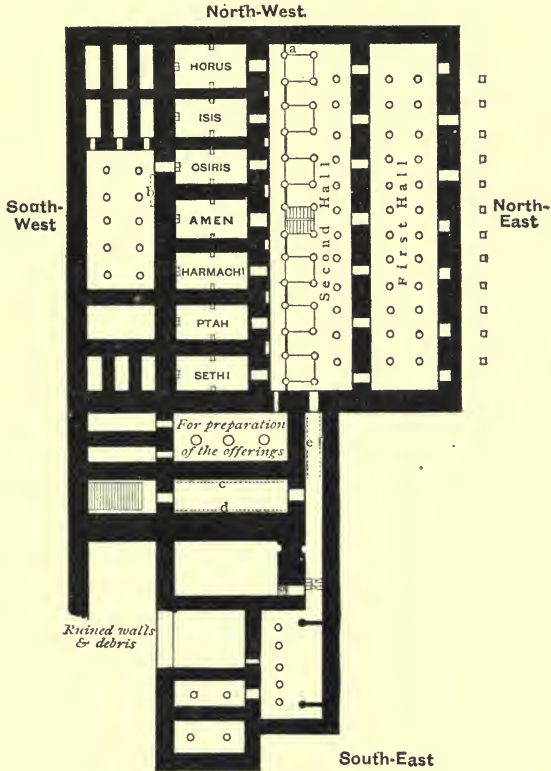 North-West.
a
HORUS
ISIS
OSIRIS
b
AMEN
HARMACHI
PTAH
SETHI
Second Hall
First Hall
South-
West
North-
East
For preparation
of the offerings
e
c
d
Ruined walls
& debris
South-East